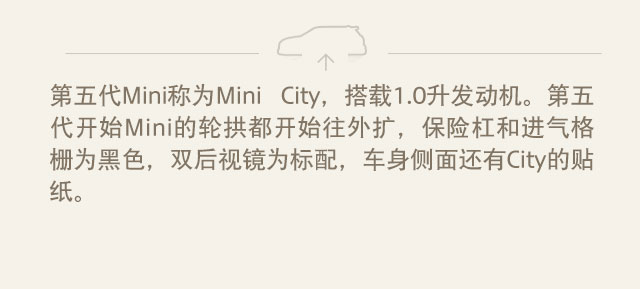 第五代Mini称为Mini  City，搭载1.0升发动机。第五
代开始Mini的轮拱都开始往外扩，保险杠和进气格
栅为黑色，双后视镜为标配，车身侧面还有City的贴
纸。